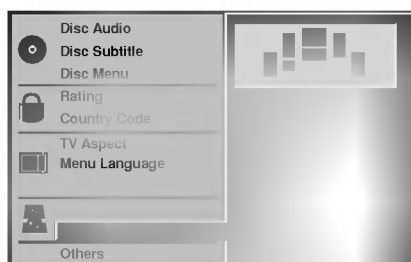 Disc Audio
Disc Subtitle
Disc Menu
Rating
Country Code
TV Aspect
Menu Language
Others